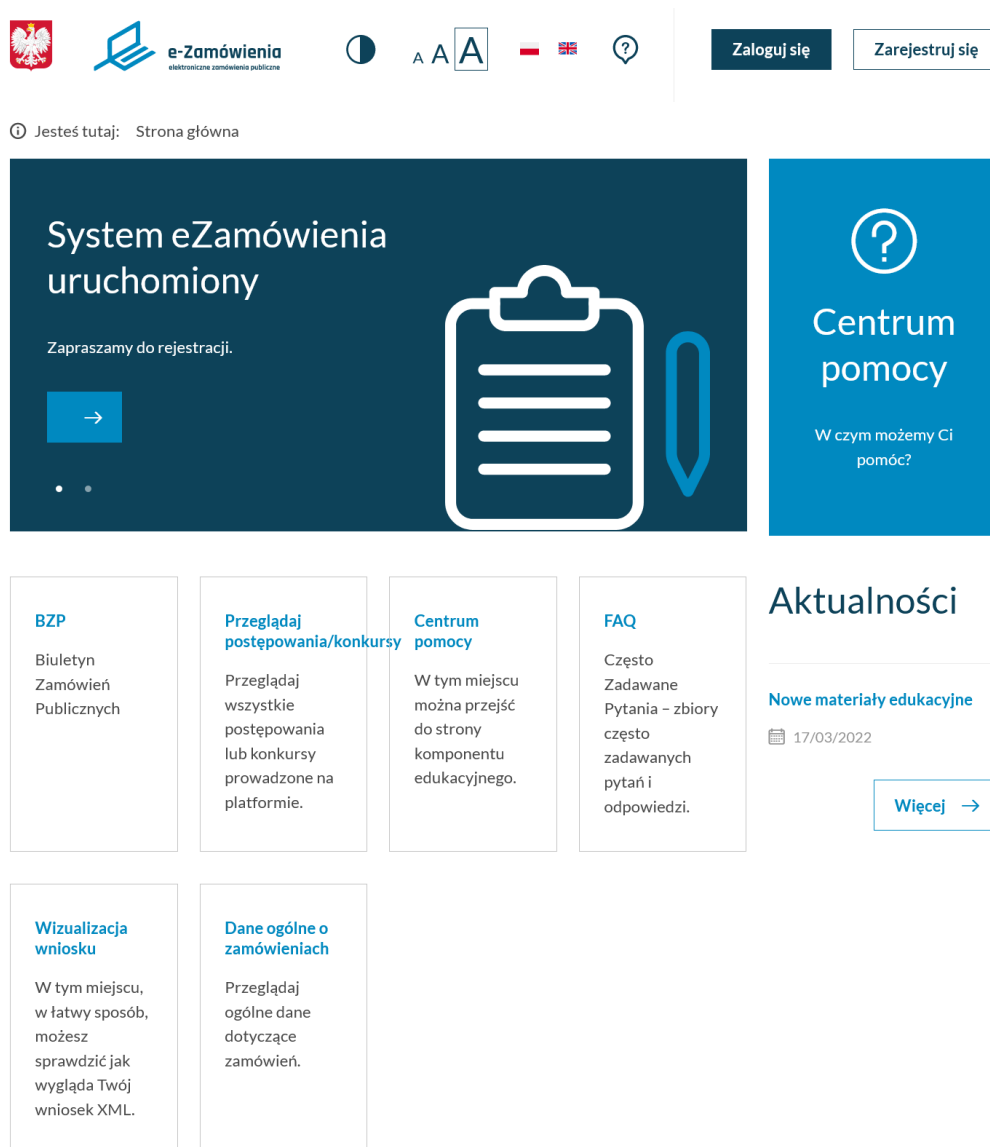 e-Zamówienia
elektroniczne zamówienia publiczne
A A A
?
Zaloguj się
Zarejestruj się
Jesteś tutaj: Strona główna
System eZamówienia
uruchomiony
Zapraszamy do rejestracji.
?
Centrum
pomocy
W czym możemy Ci
pomóc?
BZP
Biuletyn
Zamówień
Publicznych
Przeglądaj
postępowania/konkursy
Przeglądaj
wszystkie
postępowania
lub konkursy
prowadzone na
platformie.
Centrum
pomocy
W tym miejscu
można przejść
do strony
komponentu
edukacyjnego.
FAQ
Często
Zadawane
Pytania – zbiory
często
zadawanych
pytań i
odpowiedzi.
Aktualności
Nowe materiały edukacyjne
17/03/2022
Więcej
Wizualizacja
wniosku
W tym miejscu,
w łatwy sposób,
możesz
sprawdzić jak
wygląda Twój
wniosek XML.
Dane ogólne o
zamówieniach
Przeglądaj
ogólne dane
dotyczące
zamówień.